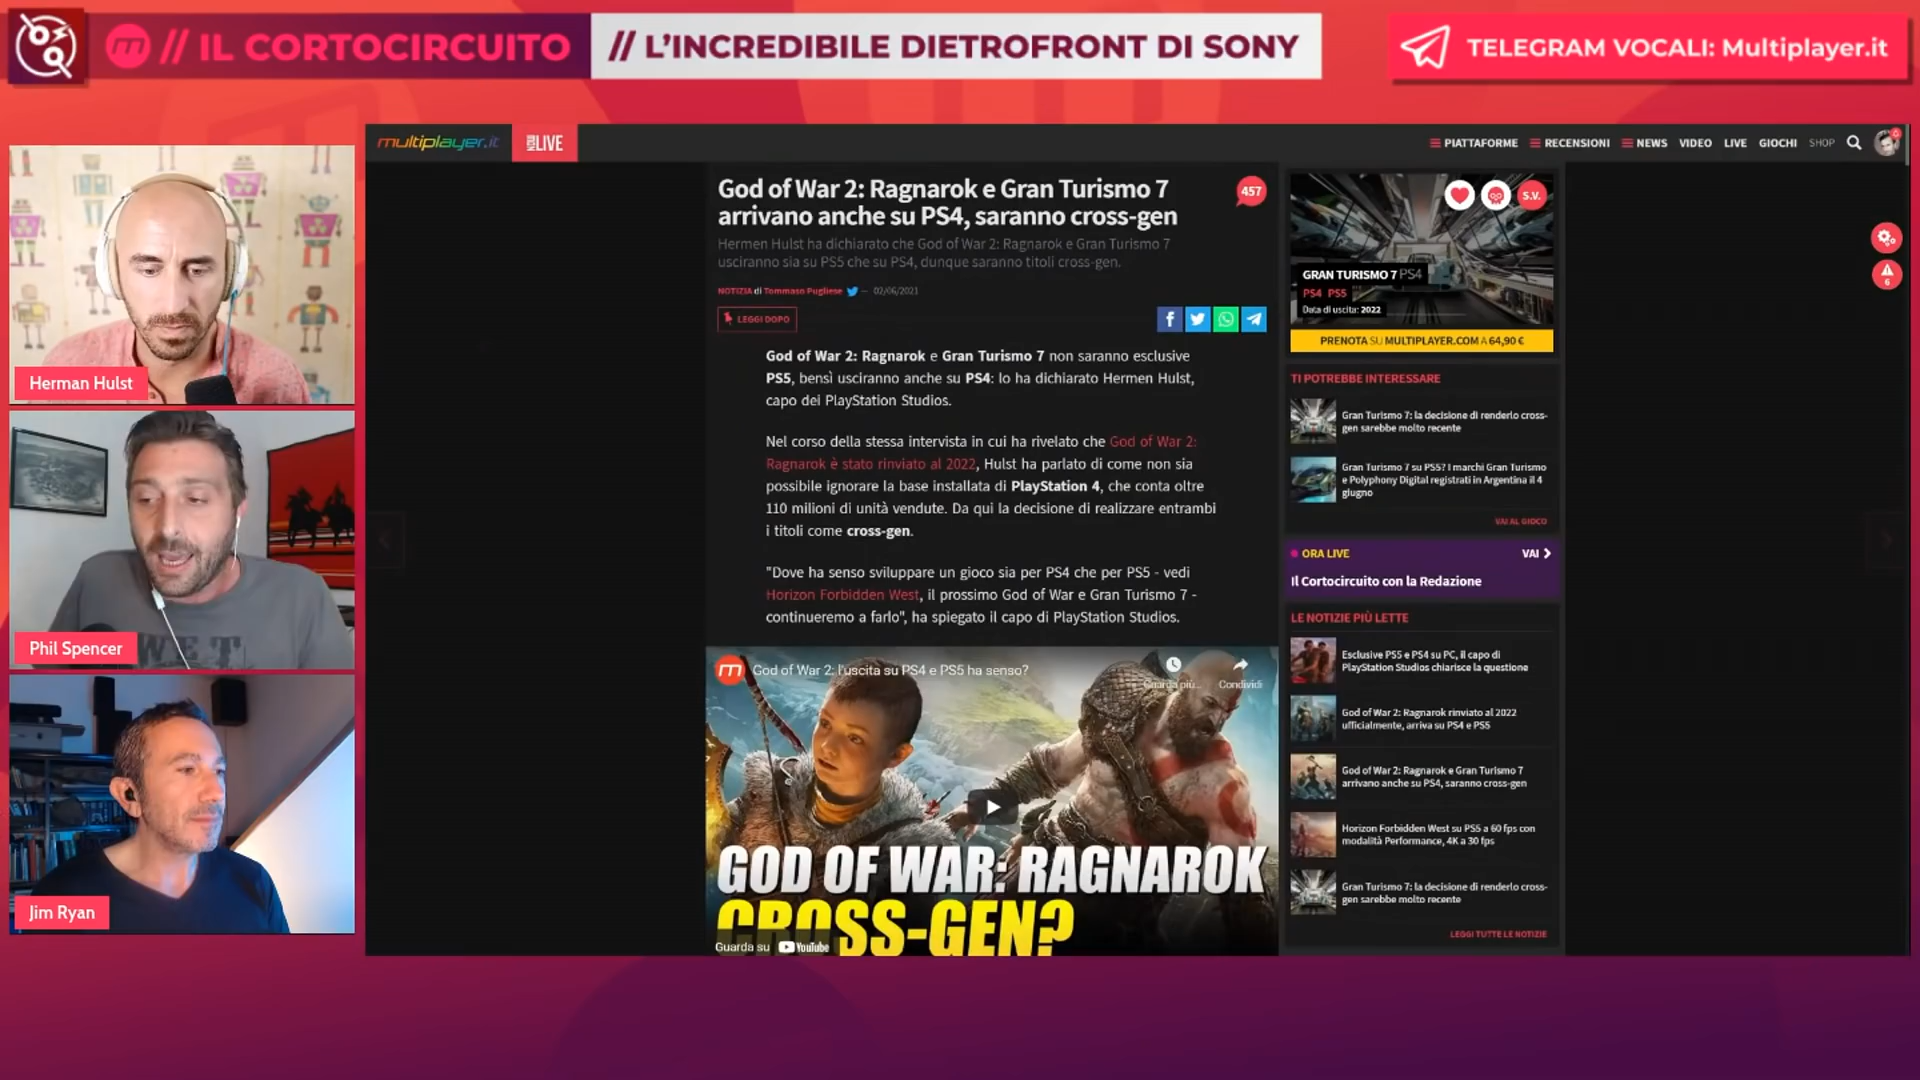 // IL CORTOCIRCUITO
// L'INCREDIBILE DIETROFRONT DI SONY
TELEGRAM VOCALI: Multiplayer.it
multiplayer.it
LIVE
PIATTAFORME
RECENSIONI
NEWS
VIDEO
LIVE
GIOCHI
SHOP
Herman Hulst
Phil Spencer
WET
Jim Ryan
God of War 2: Ragnarok e Gran Turismo 7
arrivano anche su PS4, saranno cross-gen
457
Hermen Hulst ha dichiarato che God of War 2: Ragnarok e Gran Turismo 7
usciranno sia su PS5 che su PS4, dunque saranno titoli cross-gen.
NOTIZIA di Tommaso Pugliese — 02/06/2021
LEGGI DOPO
God of War 2: Ragnarok e Gran Turismo 7 non saranno esclusive
PS5, bensì usciranno anche su PS4: lo ha dichiarato Hermen Hulst,
capo dei PlayStation Studios.
Nel corso della stessa intervista in cui ha rivelato che God of War 2:
Ragnarok è stato rinviato al 2022, Hulst ha parlato di come non sia
possibile ignorare la base installata di PlayStation 4, che conta oltre
110 milioni di unità vendute. Da qui la decisione di realizzare entrambi
i titoli come cross-gen.
"Dove ha senso sviluppare un gioco sia per PS4 che per PS5 - vedi
Horizon Forbidden West, il prossimo God of War e Gran Turismo 7 -
continueremo a farlo", ha spiegato il capo di PlayStation Studios.
God of War 2: l'uscita su PS4 e PS5 ha senso?
Guarda più...
Condividi
GOD OF WAR: RAGNAROK
CROSS-GEN?
Guarda su YouTube
S.V.
GRAN TURISMO 7 PS4
PS4 PS5
Data di uscita: 2022
PRENOTA SU MULTIPLAYER.COM A 64,90 €
TI POTREBBE INTERESSARE
Gran Turismo 7: la decisione di renderlo cross-
gen sarebbe molto recente
Gran Turismo 7 su PS5? I marchi Gran Turismo
e Polyphony Digital registrati in Argentina il 4
giugno
VAI AL GIOCO
ORA LIVE
VAI
Il Cortocircuito con la Redazione
LE NOTIZIE PIÙ LETTE
Esclusive PS5 e PS4 su PC, il capo di
PlayStation Studios chiarisce la questione
God of War 2: Ragnarok rinviato al 2022
ufficialmente, arriva su PS4 e PS5
God of War 2: Ragnarok e Gran Turismo 7
arrivano anche su PS4, saranno cross-gen
Horizon Forbidden West su PS5 a 60 fps con
modalità Performance, 4K a 30 fps
Gran Turismo 7: la decisione di renderlo cross-
gen sarebbe molto recente
LEGGI TUTTE LE NOTIZIE
6